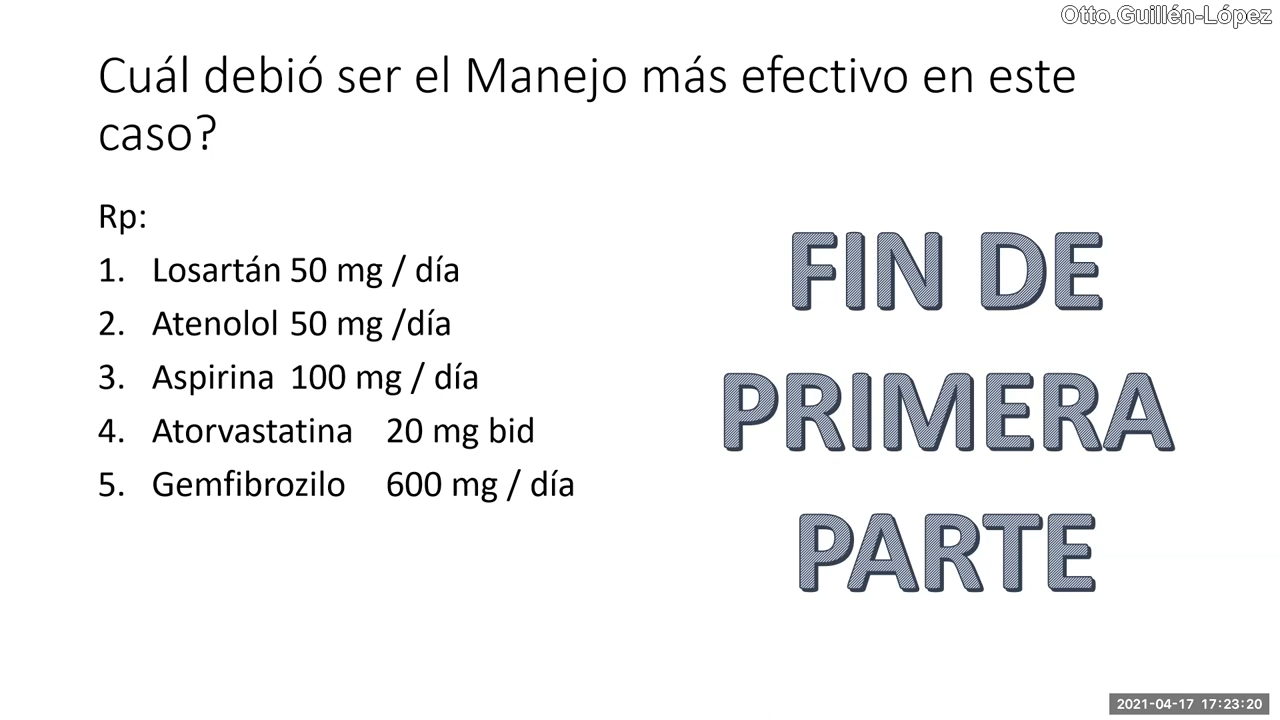 Otto.Guillén-López
Cuál debió ser el Manejo más efectivo en este
caso?
Rp:
1. Losartán 50 mg / día
2. Atenolol 50 mg /día
3. Aspirina 100 mg / día
4. Atorvastatina 20 mg bid
5. Gemfibrozilo 600 mg / día
FIN DE
PRIMERA
PARTE
2021-04-17 17:23:20